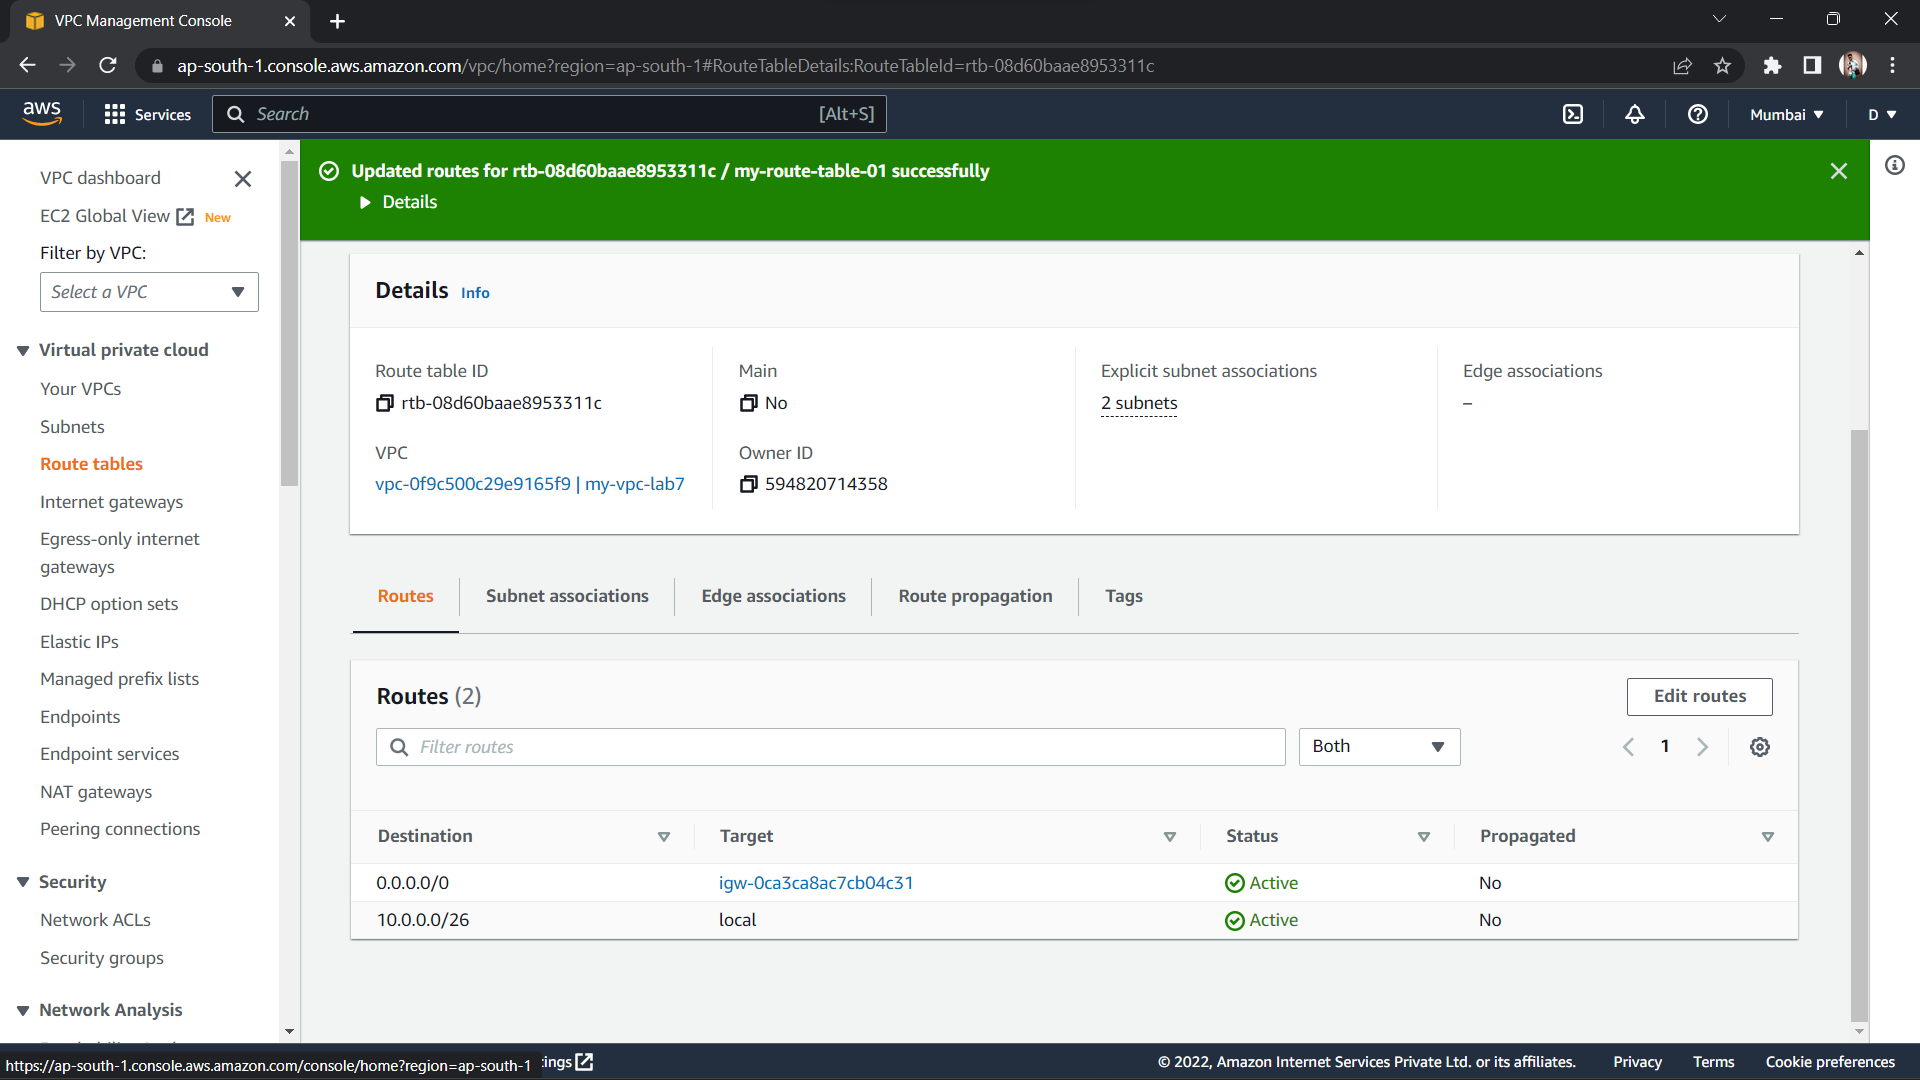 VPC Management Console
ap-south-1.console.aws.amazon.com/vpc/home?region=ap-south-1#RouteTableDetails:RouteTableId=rtb-08d60baae8953311c
aws
Services
Search
[Alt+S]
Mumbai
D
VPC dashboard
EC2 Global View New
Filter by VPC:
Select a VPC
Virtual private cloud
Your VPCs
Subnets
Route tables
Internet gateways
Egress-only internet
gateways
DHCP option sets
Elastic IPs
Managed prefix lists
Endpoints
Endpoint services
NAT gateways
Peering connections
Security
Network ACLs
Security groups
Network Analysis
Updated routes for rtb-08d60baae8953311c / my-route-table-01 successfully
Details
Details Info
Route table ID
rtb-08d60baae8953311c
Main
No
Explicit subnet associations
2 subnets
Edge associations
–
VPC
vpc-0f9c500c29e9165f9 | my-vpc-lab7
Owner ID
594820714358
Routes Subnet associations Edge associations Route propagation Tags
Routes (2)
Edit routes
Filter routes
Both
1
Destination Target Status Propagated
0.0.0.0/0 igw-0ca3ca8ac7cb04c31 Active No
10.0.0.0/26 local Active No
https://ap-south-1.console.aws.amazon.com/console/home?region=ap-south-1
ings
© 2022, Amazon Internet Services Private Ltd. or its affiliates. Privacy Terms Cookie preferences